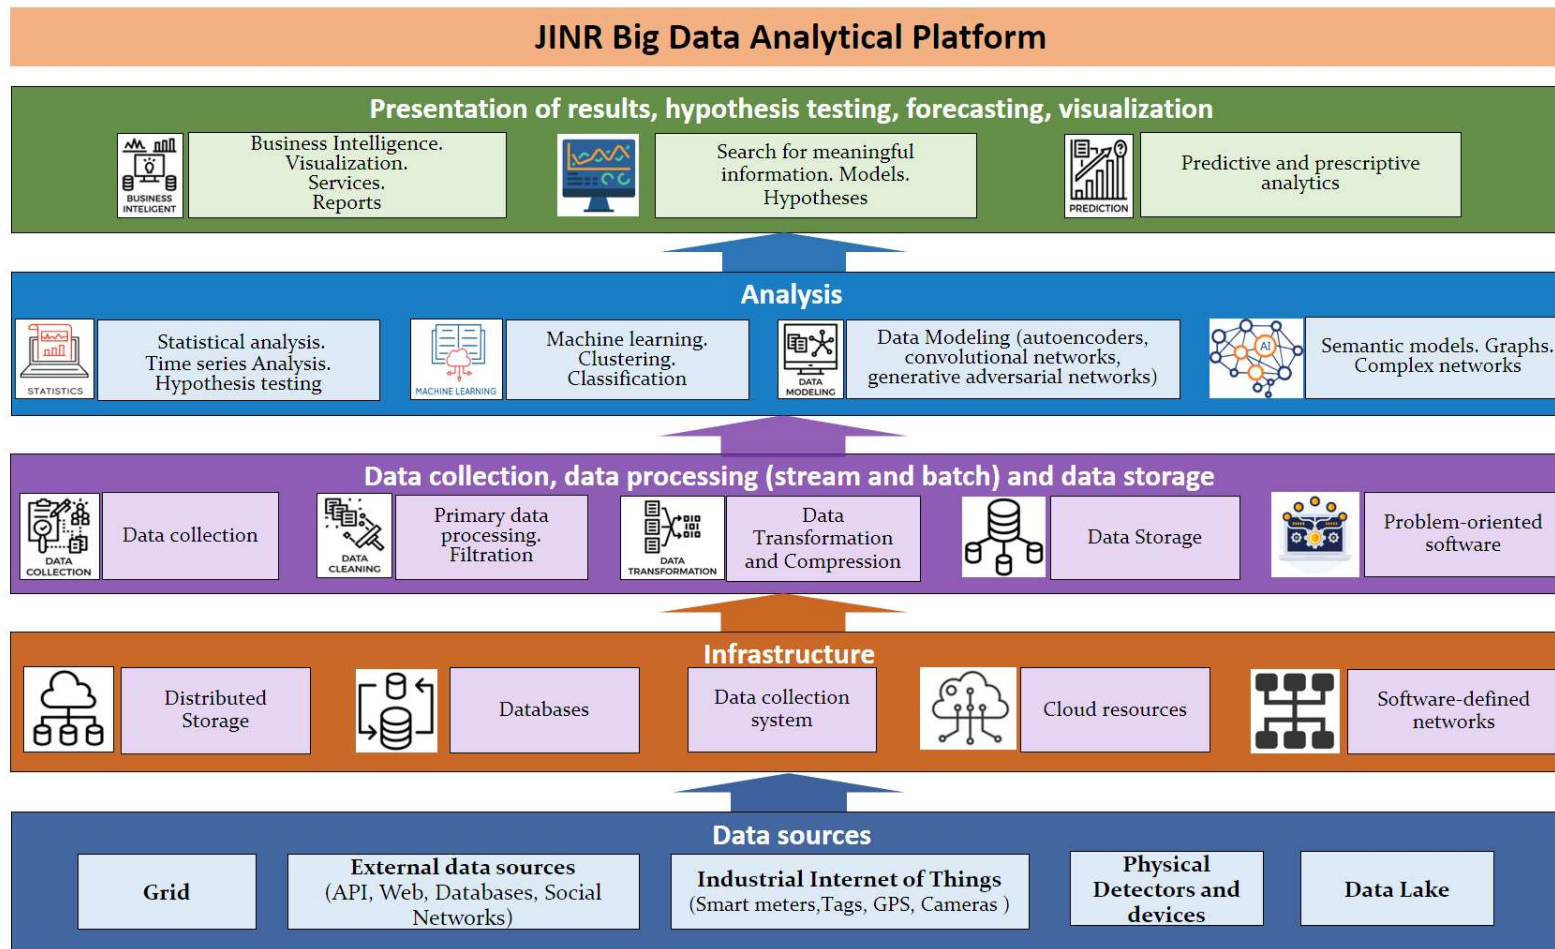 JINR Big Data Analytical Platform
Presentation of results, hypothesis testing, forecasting, visualization
BUSINESS
INTELIGENT
Business Intelligence.
Visualization.
Services.
Reports
Search for meaningful
information. Models.
Hypotheses
PREDICTION
Predictive and prescriptive
analytics
Analysis
STATISTICS
Statistical analysis.
Time series Analysis.
Hypothesis testing
MACHINE LEARNING
Machine learning.
Clustering.
Classification
DATA
MODELING
Data Modeling (autoencoders,
convolutional networks,
generative adversarial networks)
AI
Semantic models. Graphs.
Complex networks
Data collection, data processing (stream and batch) and data storage
DATA
COLLECTION
Data collection
DATA
CLEANING
Primary data
processing.
Filtration
010
101
010
DATA
TRANSFORMATION
Data
Transformation
and Compression
Data Storage
Problem-oriented
software
Infrastructure
Distributed
Storage
Databases
Data collection
system
Cloud resources
Software-defined
networks
Data sources
Grid
External data sources
(API, Web, Databases, Social
Networks)
Industrial Internet of Things
(Smart meters,Tags, GPS, Cameras )
Physical
Detectors and
devices
Data Lake